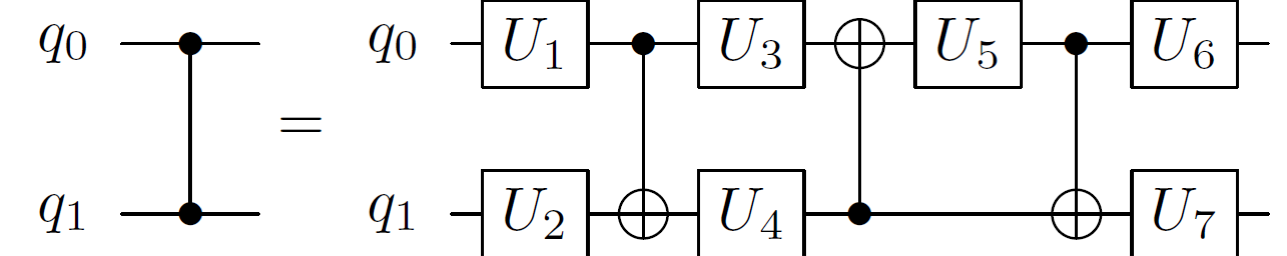 q₀ q₀ U₁ U₃ U₅ U₆
=
q₁ q₁ U₂ U₄ U₇